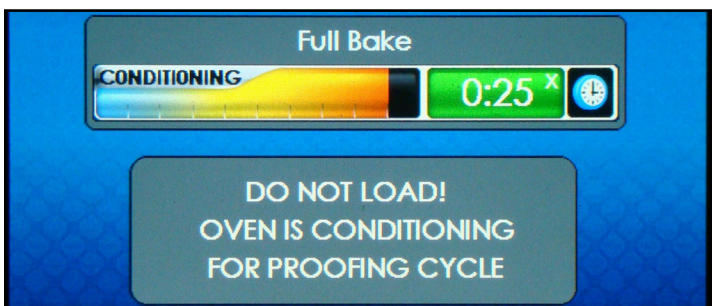 Full Bake
CONDITIONING
0:25 X
DO NOT LOAD!
OVEN IS CONDITIONING
FOR PROOFING CYCLE